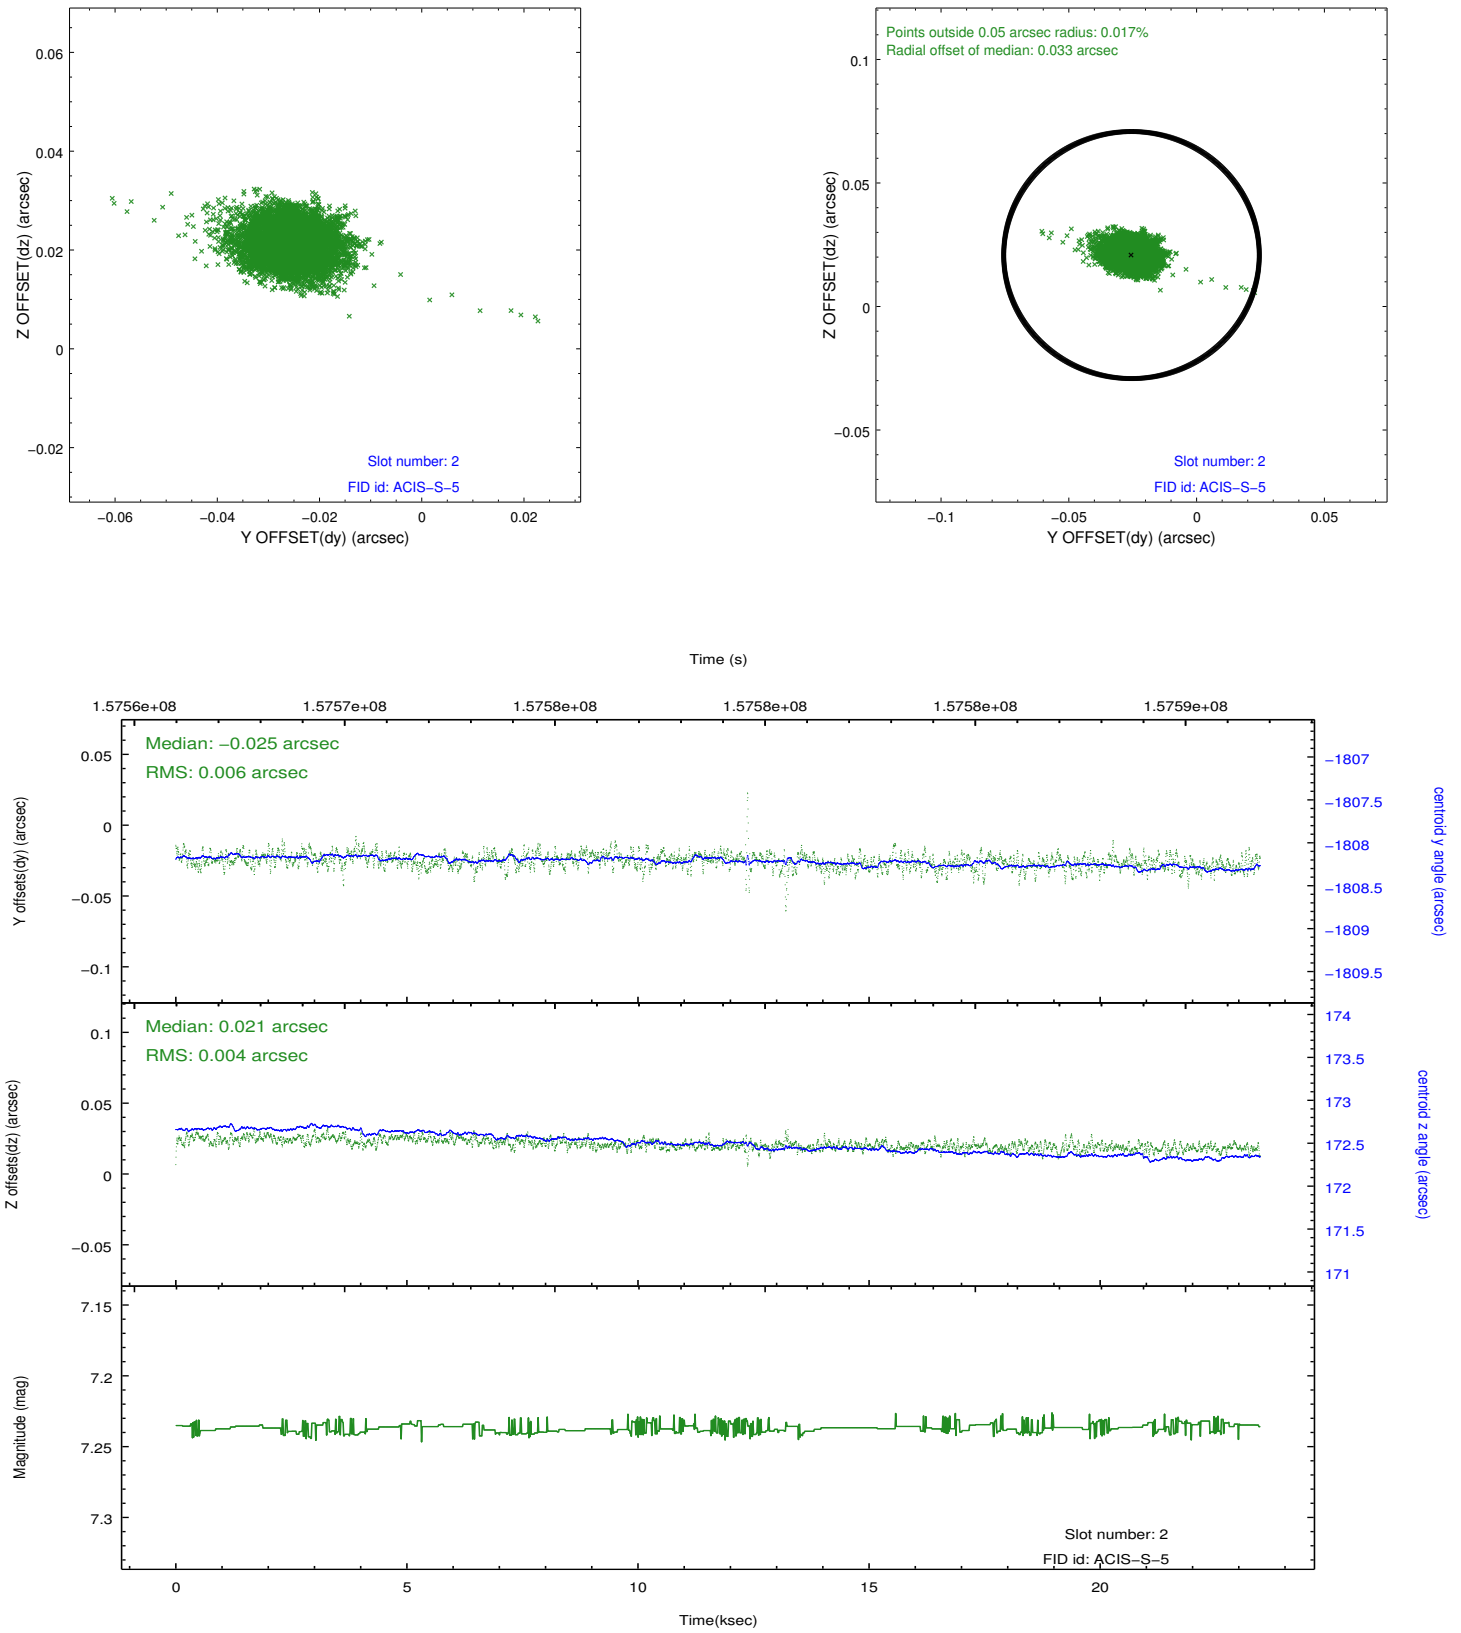 0.06
0.04
0.02
0
−0.02
Z OFFSET(dz) (arcsec)
Slot number: 2
FID id: ACIS−S−5
−0.06 −0.04 −0.02 0 0.02
Y OFFSET(dy) (arcsec)
Points outside 0.05 arcsec radius: 0.017%
Radial offset of median: 0.033 arcsec
0.1
0.05
0
−0.05
Z OFFSET(dz) (arcsec)
Slot number: 2
FID id: ACIS−S−5
−0.1 −0.05 0 0.05
Y OFFSET(dy) (arcsec)
Time (s)
1.5756e+08 1.5757e+08 1.5758e+08 1.5758e+08 1.5758e+08 1.5759e+08
Median: −0.025 arcsec
RMS: 0.006 arcsec
0.05
0
−0.05
−0.1
Y offsets(dy) (arcsec)
−1807
−1807.5
−1808
−1808.5
−1809
−1809.5
centroid y angle (arcsec)
Median: 0.021 arcsec
RMS: 0.004 arcsec
0.1
0.05
0
−0.05
Z offsets(dz) (arcsec)
174
173.5
173
172.5
172
171.5
171
centroid z angle (arcsec)
7.15
7.2
7.25
7.3
Magnitude (mag)
Slot number: 2
FID id: ACIS−S−5
0 5 10 15 20
Time(ksec)